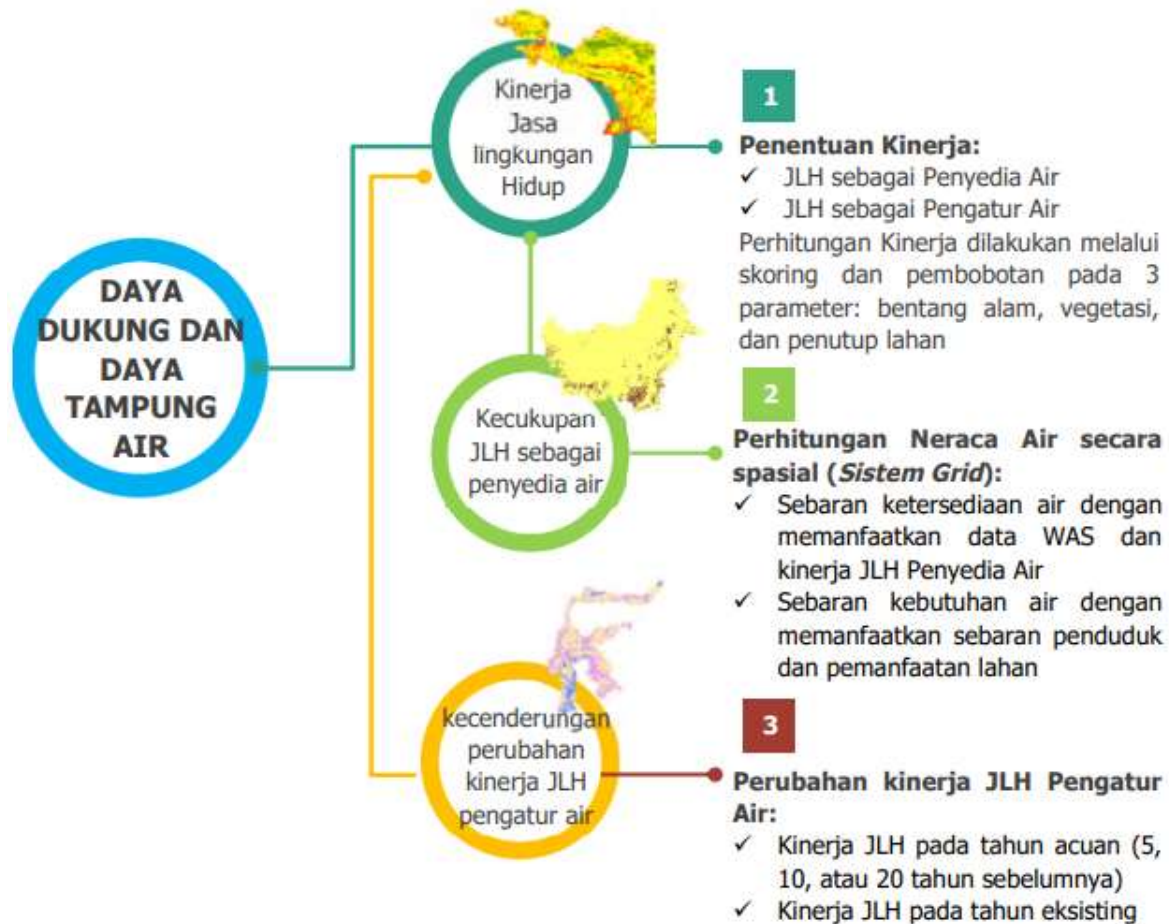 DAYA
DUKUNG DAN
DAYA
TAMPUNG
AIR
Kinerja
Jasa
lingkungan
Hidup
1
Penentuan Kinerja:
✓ JLH sebagai Penyedia Air
✓ JLH sebagai Pengatur Air
Perhitungan Kinerja dilakukan melalui
skoring dan pembobotan pada 3
parameter: bentang alam, vegetasi,
dan penutup lahan
Kecukupan
JLH sebagai
penyedia air
2
Perhitungan Neraca Air secara
spasial (Sistem Grid):
✓ Sebaran ketersediaan air dengan
memanfaatkan data WAS dan
kinerja JLH Penyedia Air
✓ Sebaran kebutuhan air dengan
memanfaatkan sebaran penduduk
dan pemanfaatan lahan
kecenderungan
perubahan
kinerja JLH
pengatur air
3
Perubahan kinerja JLH Pengatur
Air:
✓ Kinerja JLH pada tahun acuan (5,
10, atau 20 tahun sebelumnya)
✓ Kinerja JLH pada tahun eksisting